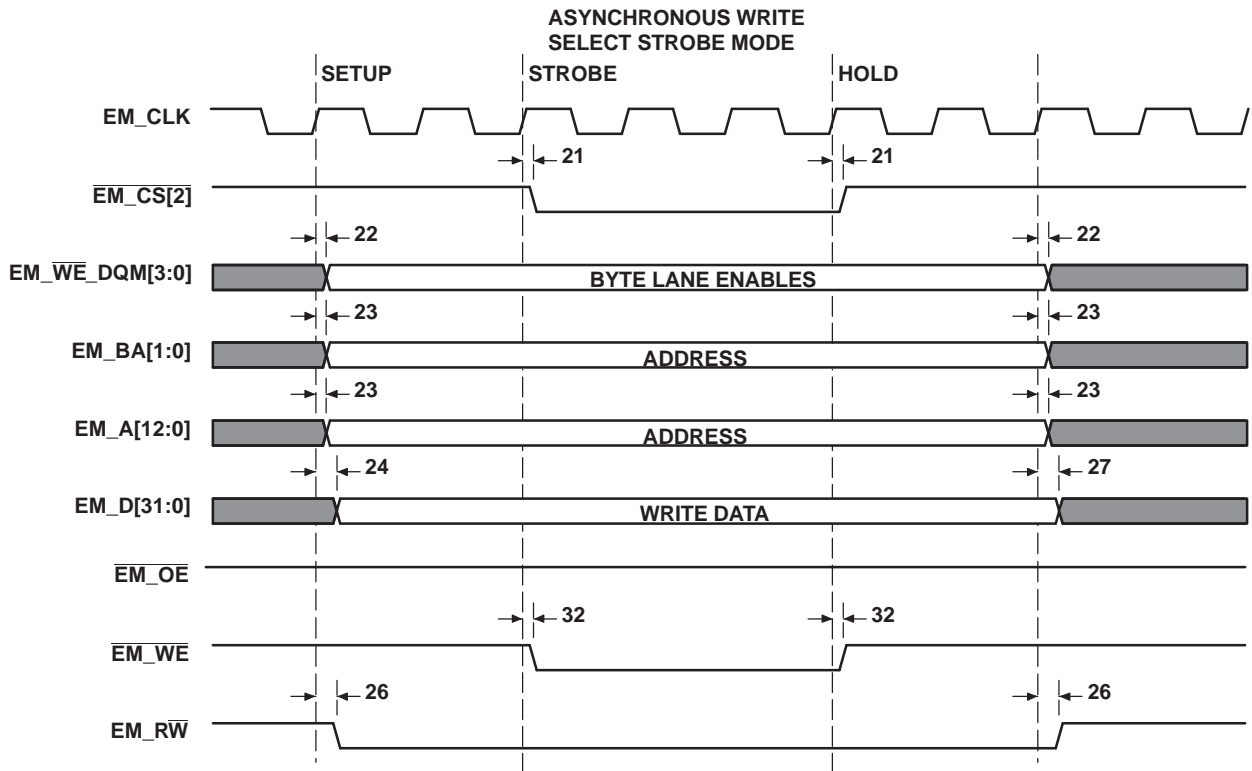 ASYNCHRONOUS WRITE
SELECT STROBE MODE
SETUP STROBE HOLD
EM_CLK
21 21
EM_CS[2]
22 22
EM_WE_DQM[3:0] BYTE LANE ENABLES
23 23
EM_BA[1:0] ADDRESS
23 23
EM_A[12:0] ADDRESS
24 27
EM_D[31:0] WRITE DATA
EM_OE
32 32
EM_WE
26 26
EM_RW